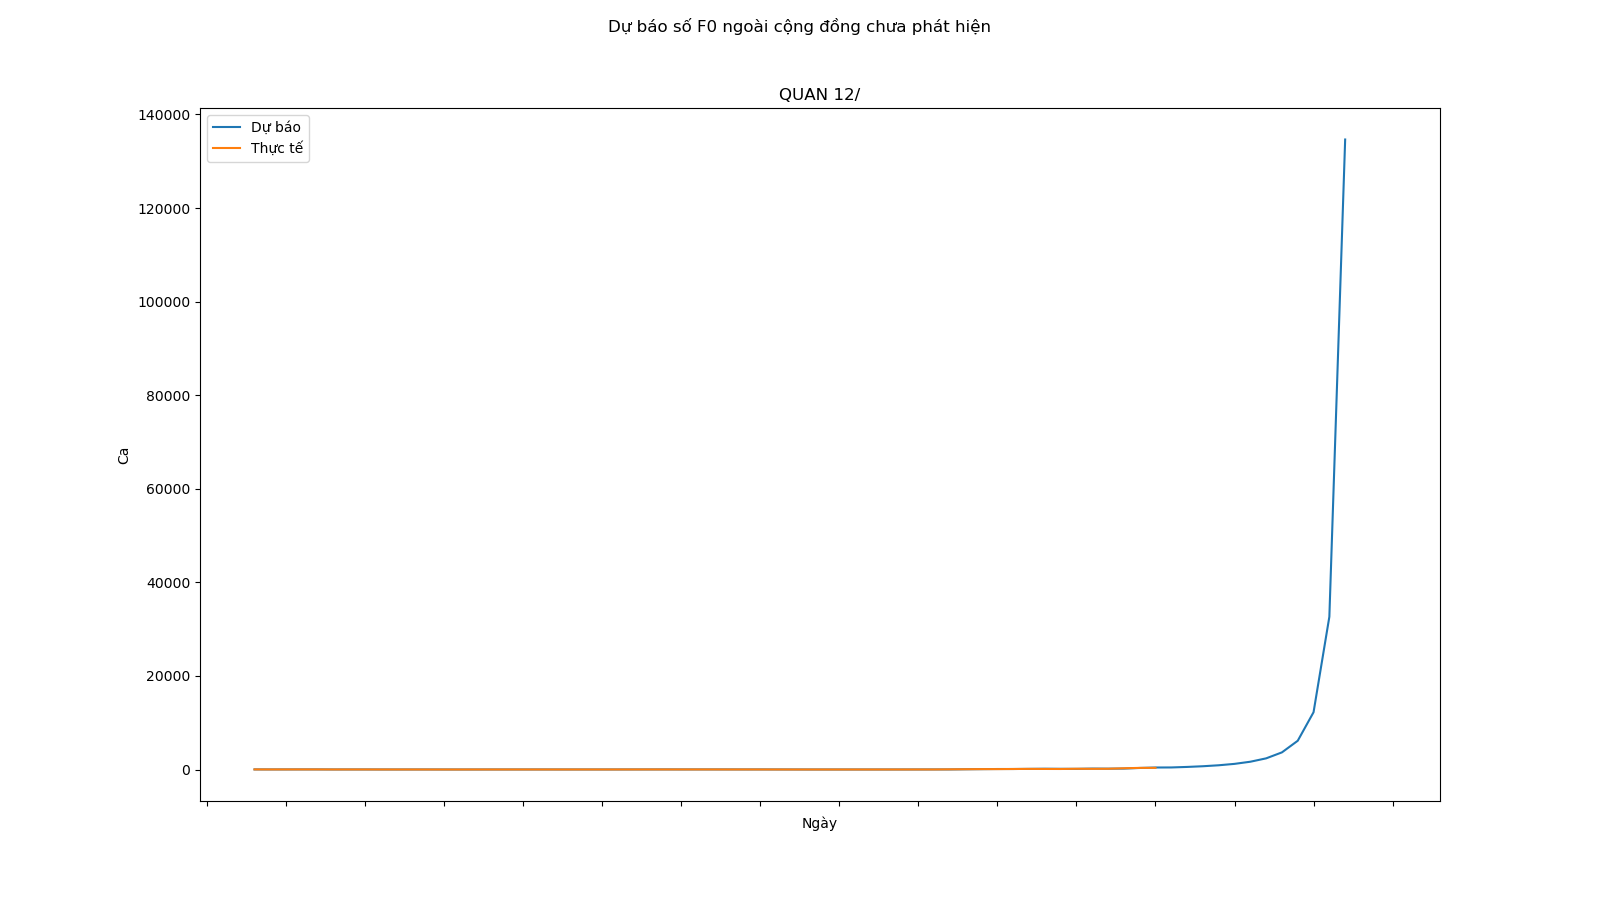 Dự báo số F0 ngoài cộng đồng chưa phát hiện
QUAN 12/
Dự báo
Thực tế
140000
120000
100000
80000
60000
40000
20000
0
Ca
Ngày